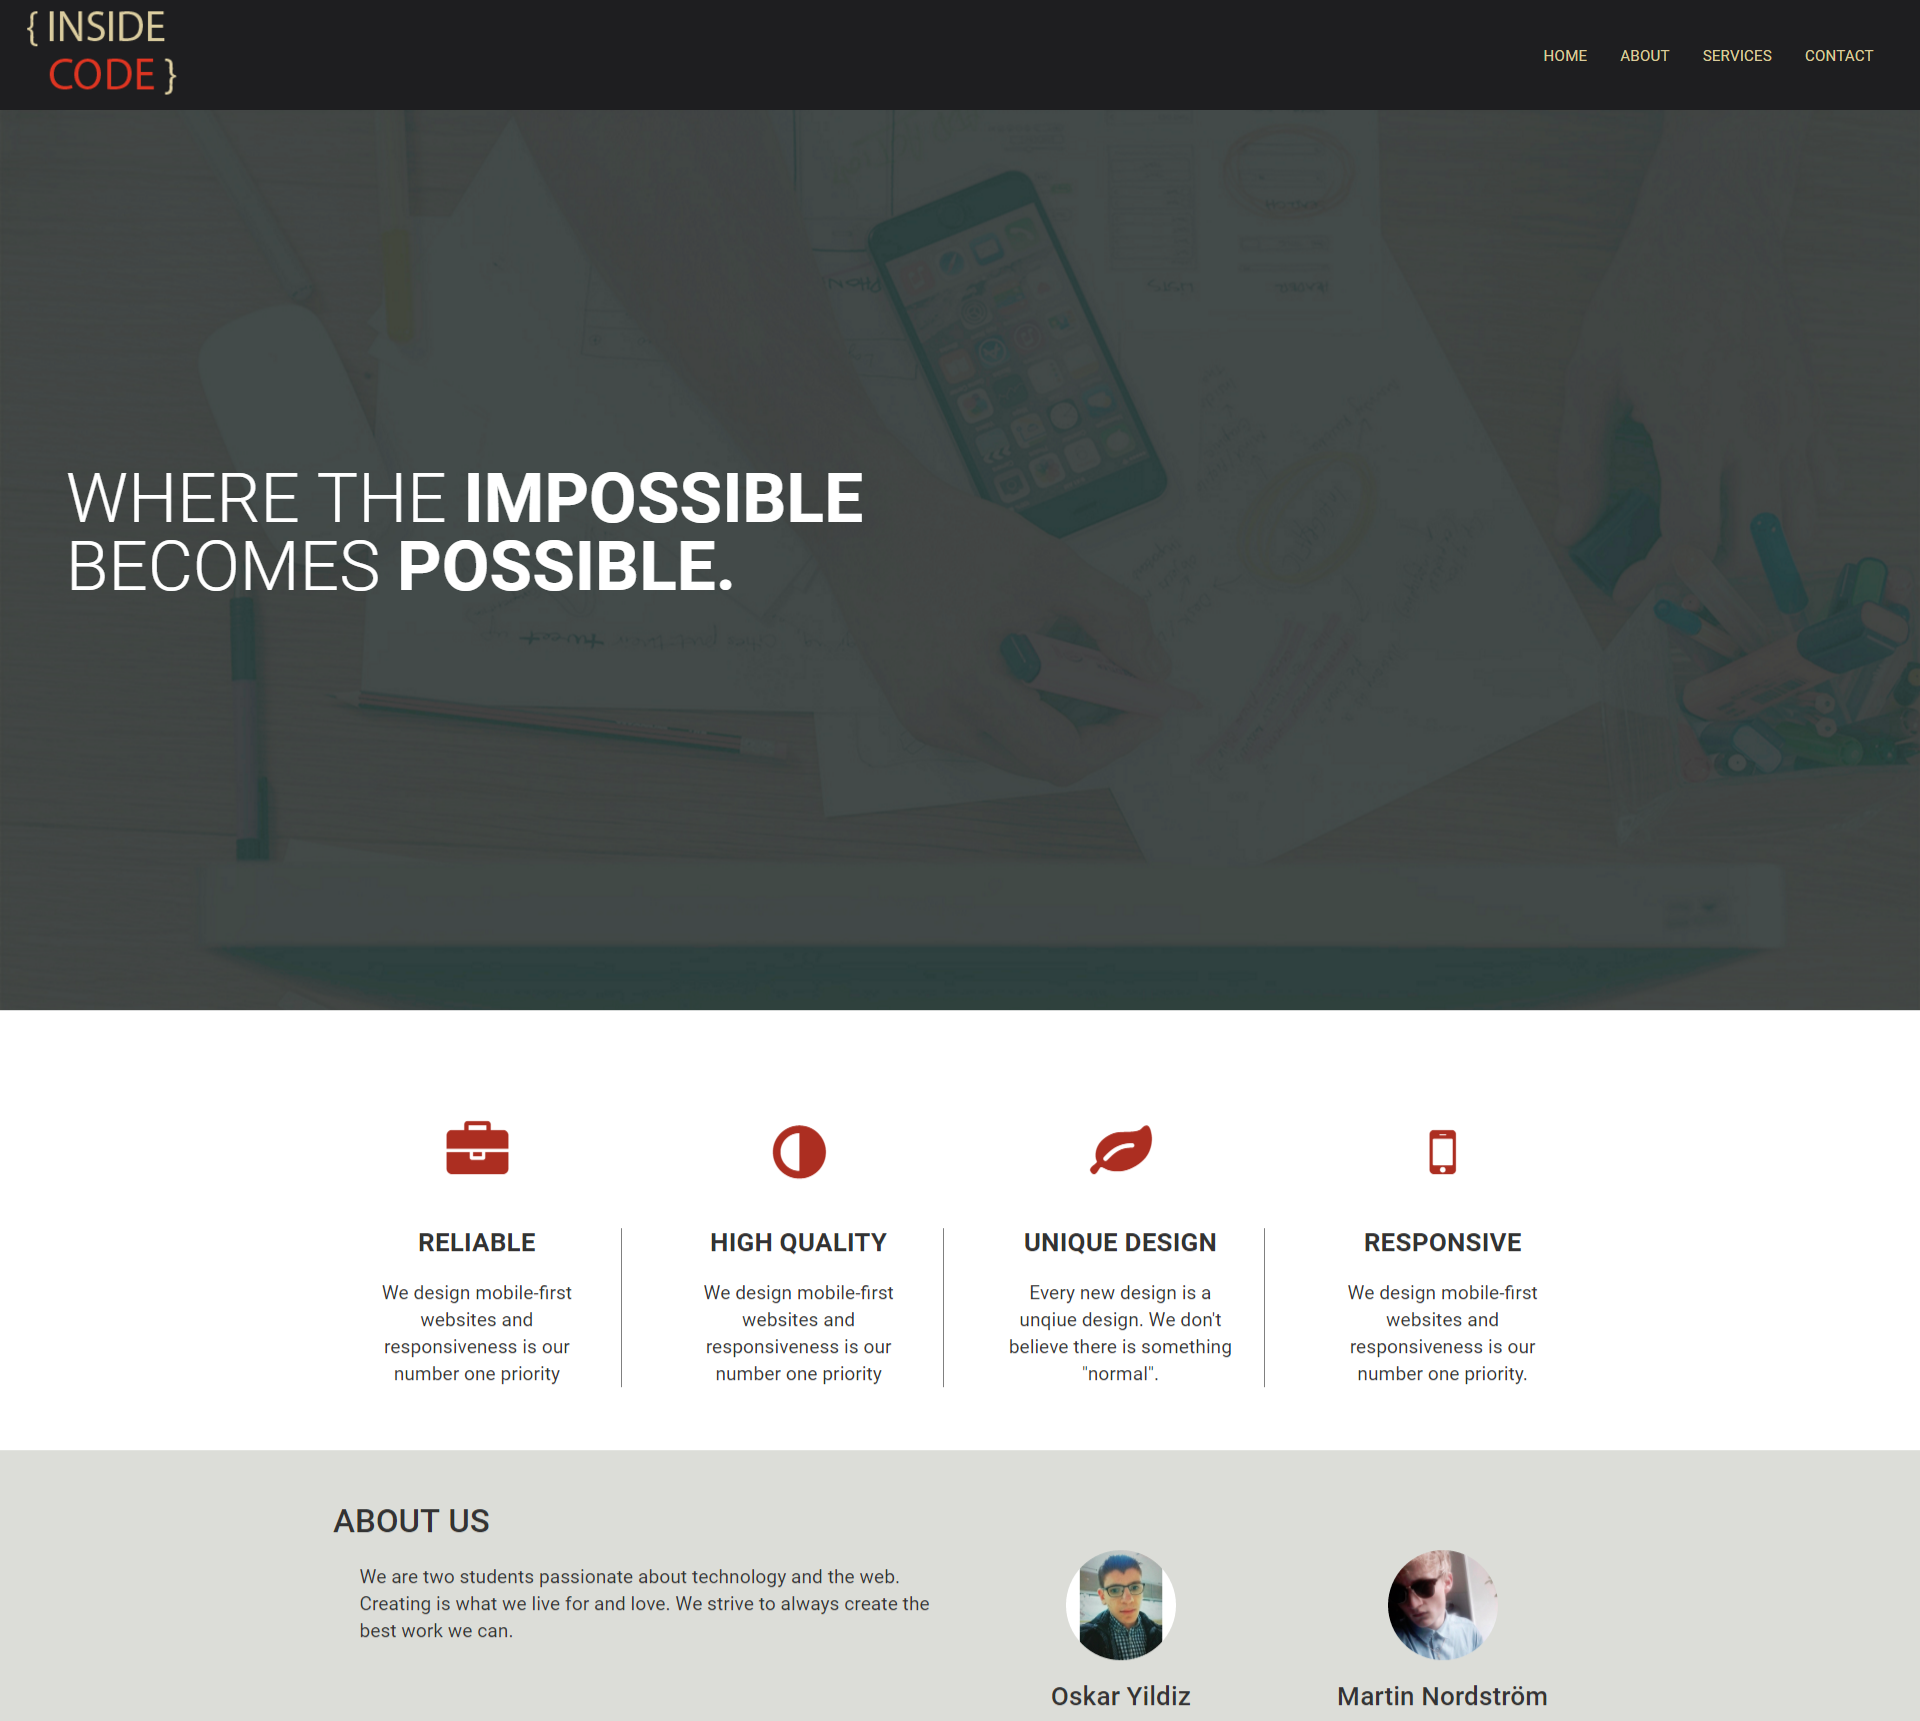 { INSIDE
CODE }
HOME ABOUT SERVICES CONTACT
WHERE THE IMPOSSIBLE
BECOMES POSSIBLE.
RELIABLE
We design mobile-first
websites and
responsiveness is our
number one priority
HIGH QUALITY
We design mobile-first
websites and
responsiveness is our
number one priority
UNIQUE DESIGN
Every new design is a
unqiue design. We don't
believe there is something
"normal".
RESPONSIVE
We design mobile-first
websites and
responsiveness is our
number one priority.
ABOUT US
We are two students passionate about technology and the web.
Creating is what we live for and love. We strive to always create the
best work we can.
Oskar Yildiz
Martin Nordström